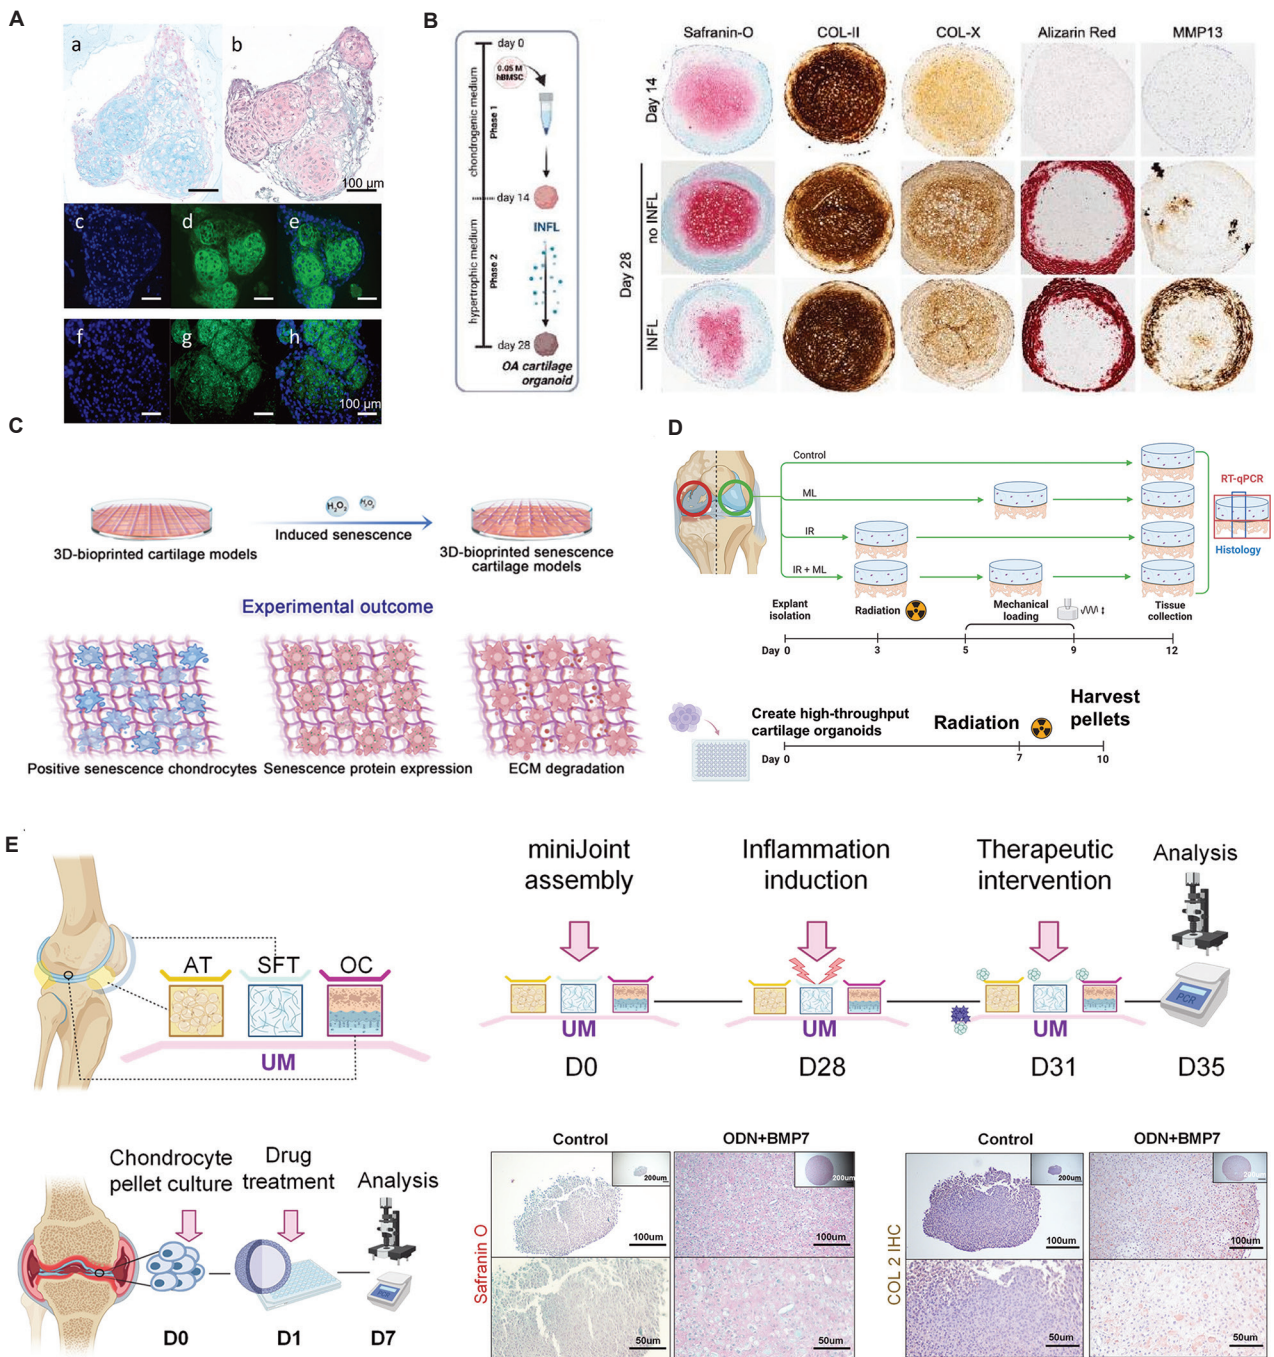 A
a
b
100 µm
c
d
e
f
g
h
100 µm
B
day 0
0.05 M
hBMSC
chondrogenic medium
Phase 1
day 14
INFL
hypertrophic medium
Phase 2
day 28
OA cartilage
organoid
Safranin-O
COL-II
COL-X
Alizarin Red
MMP13
Day 14
no INFL
Day 28
INFL
C
H2O2
H2O2
Induced senescence
3D-bioprinted cartilage models
3D-bioprinted senescence
cartilage models
Experimental outcome
Positive senescence chondrocytes
Senescence protein expression
ECM degradation
D
Control
ML
IR
IR + ML
RT-qPCR
Histology
Explant
isolation
Radiation
Mechanical
loading
Tissue
collection
Day 0
3
5
9
12
Create high-throughput
cartilage organoids
Radiation
Harvest
pellets
Day 0
7
10
E
AT
SFT
OC
UM
miniJoint
assembly
Inflammation
induction
Therapeutic
intervention
Analysis
UM
UM
UM
PCR
D0
D28
D31
D35
Chondrocyte
pellet culture
Drug
treatment
Analysis
PCR
D0
D1
D7
Control
ODN+BMP7
Safranin O
200um
200um
100um
100um
50um
50um
Control
ODN+BMP7
COL 2 IHC
200um
200um
100um
100um
50um
50um